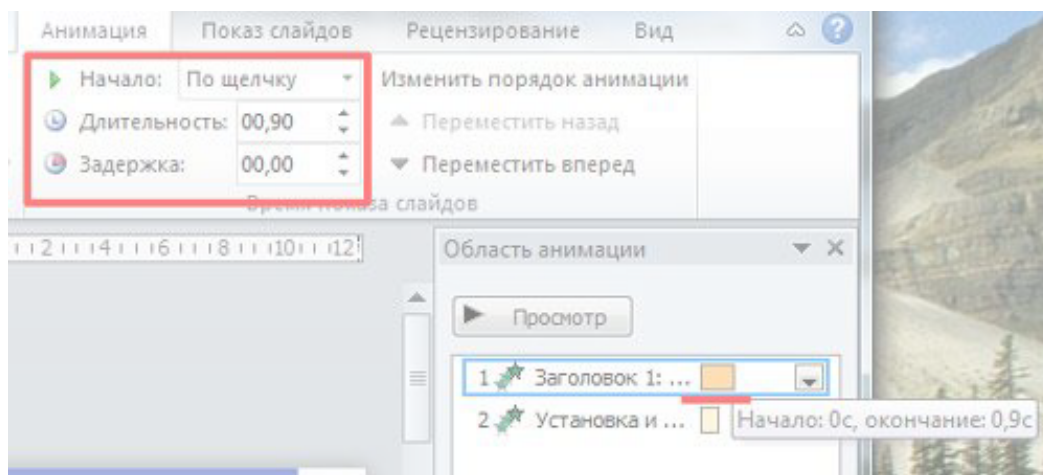 Анимация Показ слайдов Рецензирование Вид ?
Начало: По щелчку Изменить порядок анимации
Длительность: 00,90 Переместить назад
Задержка: 00,00 Переместить вперед
Время показа слайдов
2 4 6 8 10 12
Область анимации
Просмотр
1 Заголовок 1: ...
2 Установка и ...
Начало: 0с, окончание: 0,9с